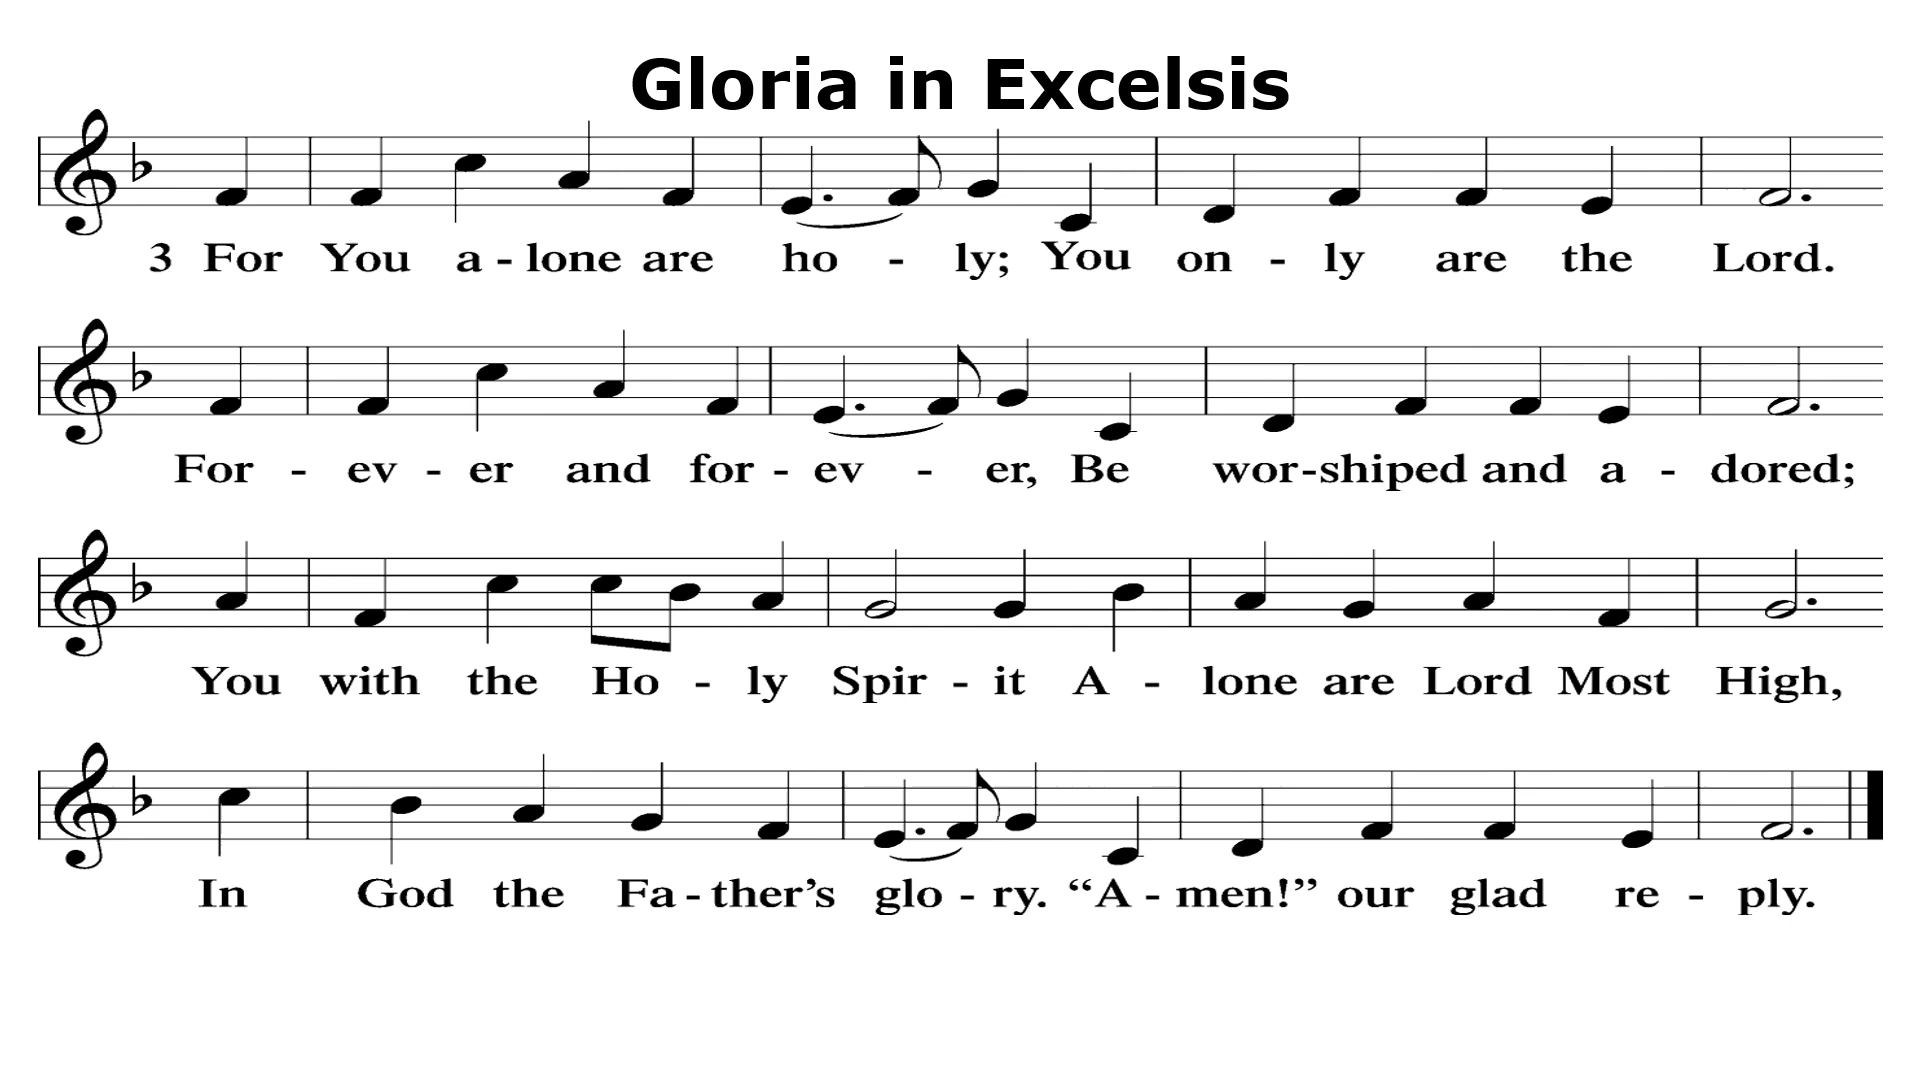 Gloria in Excelsis
3 For You a - lone are ho - ly; You on - ly are the Lord.
For - ev - er and for - ev - er, Be wor-shiped and a - dored;
You with the Ho - ly Spir - it A - lone are Lord Most High,
In God the Fa - ther’s glo - ry. “A - men!” our glad re - ply.